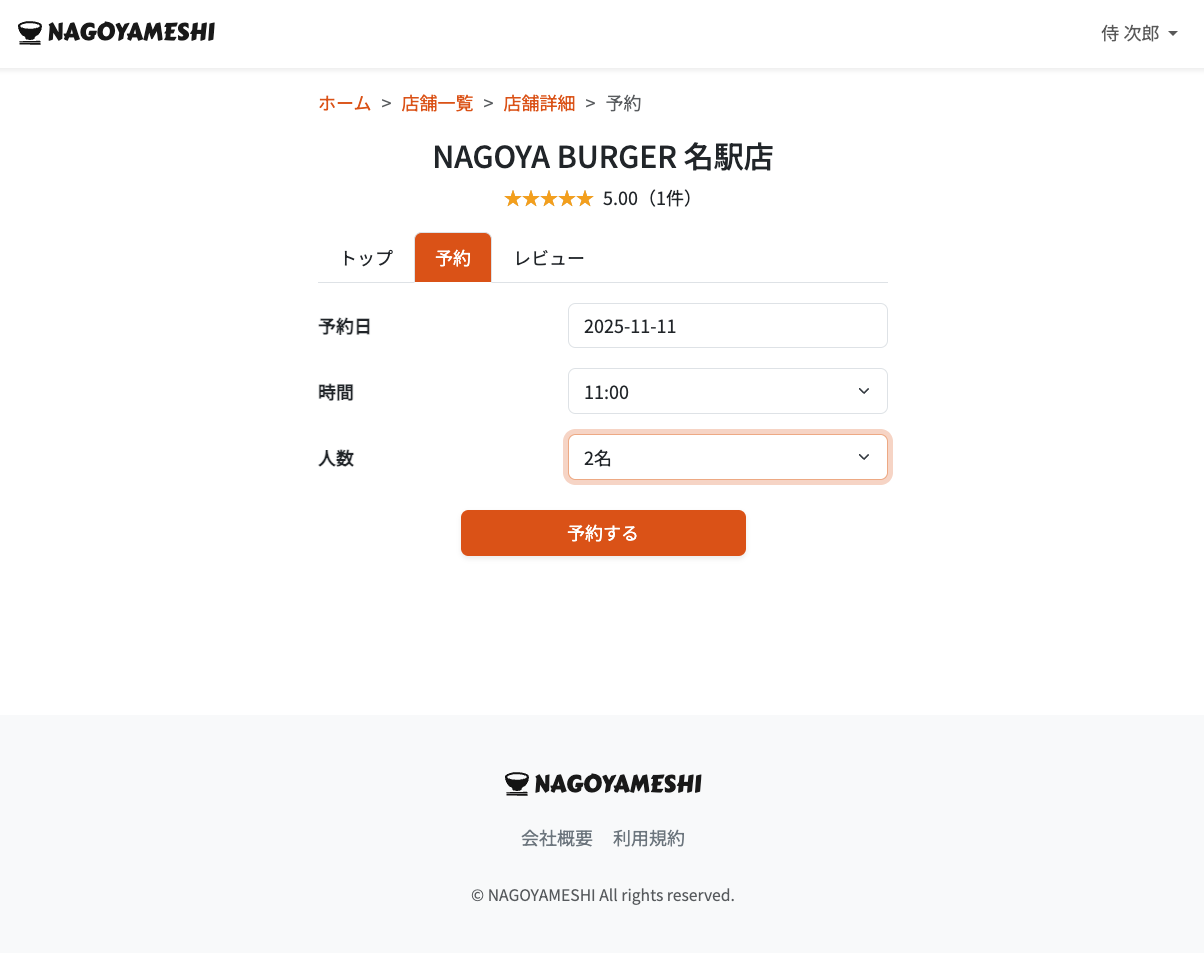 NAGOYAMESHI
侍 次郎
ホーム > 店舗一覧 > 店舗詳細 > 予約
NAGOYA BURGER 名駅店
★★★★★ 5.00（1件）
トップ 予約 レビュー
予約日 2025-11-11
時間 11:00
人数 2名
予約する
NAGOYAMESHI
会社概要 利用規約
© NAGOYAMESHI All rights reserved.